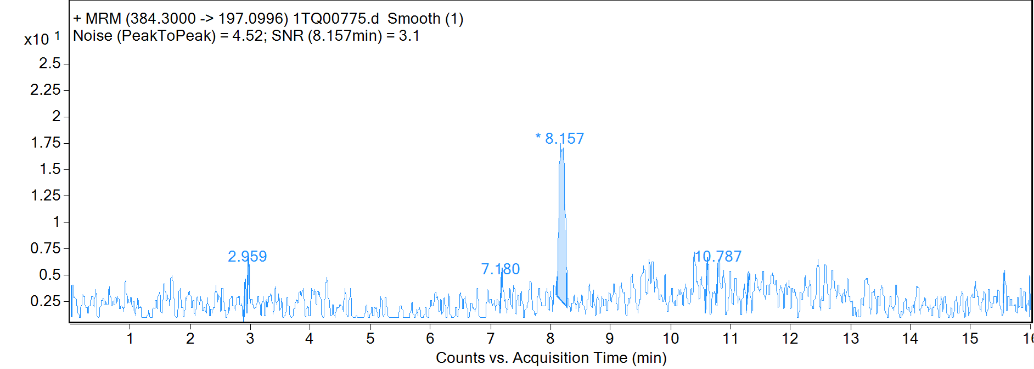 + MRM (384.3000 -> 197.0996) 1TQ00775.d  Smooth (1)
Noise (PeakToPeak) = 4.52; SNR (8.157min) = 3.1
x10 1
2.5
2.25
2
1.75
1.5
1.25
1
0.75
0.5
0.25
2.959
7.180
* 8.157
10.787
1 2 3 4 5 6 7 8 9 10 11 12 13 14 15 16
Counts vs. Acquisition Time (min)